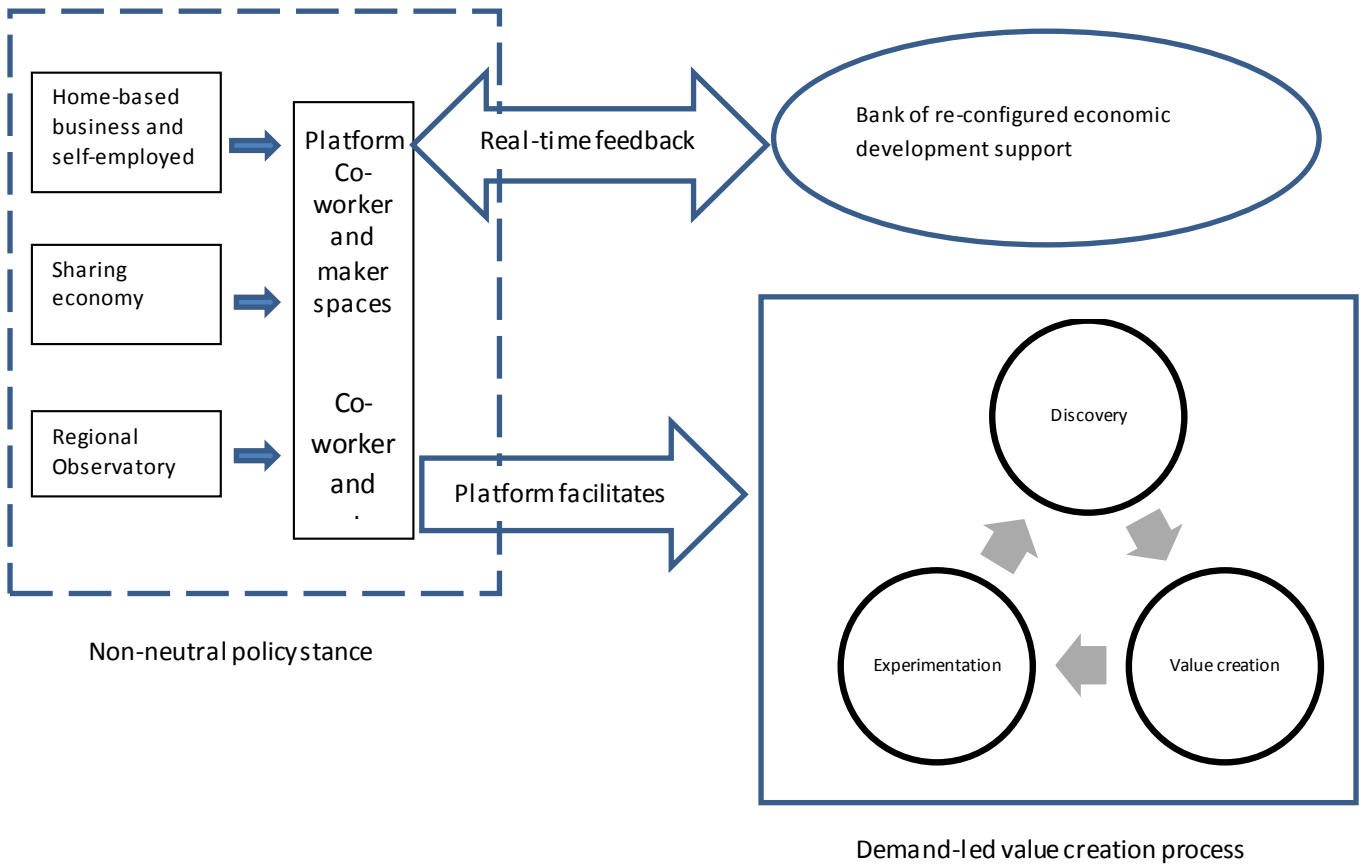 Home-based
business and
self-employed
Sharing
economy
Regional
Observatory
Platform
Co-
worker
and
maker
spaces
Co-
worker
and
.
Real-time feedback
Bank of re-configured economic
development support
Platform facilitates
Discovery
Experimentation
Value creation
Non-neutral policy stance
Demand-led value creation process